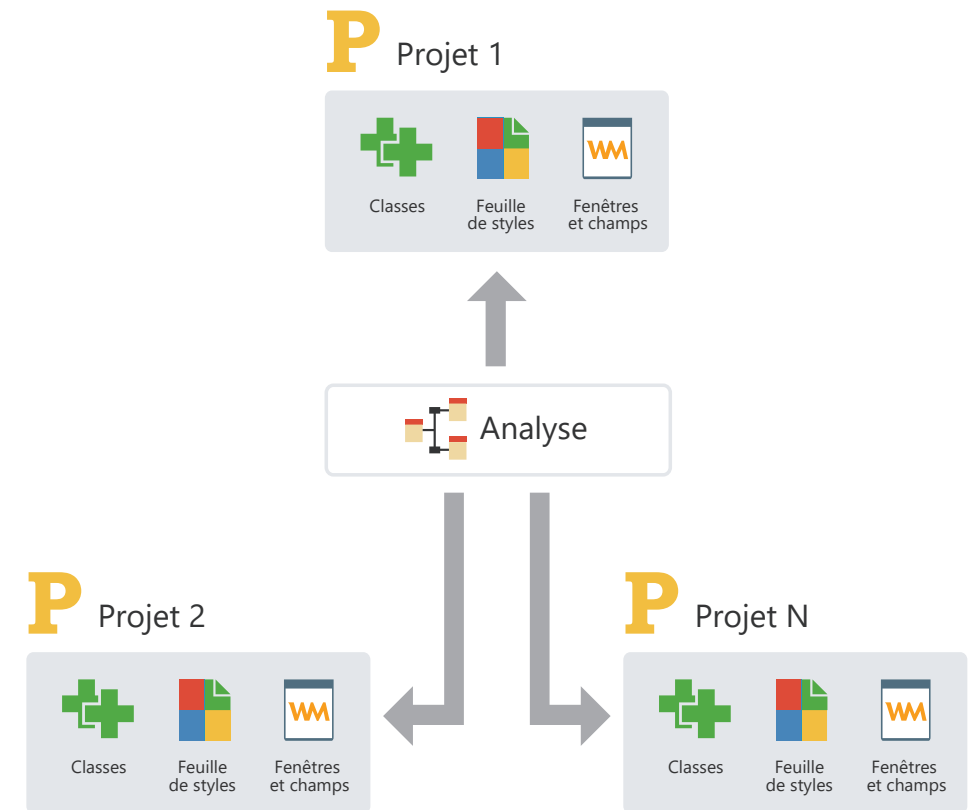 P Projet 1
WM
Classes
Feuille
de styles
Fenêtres
et champs
Analyse
P Projet 2
WM
Classes
Feuille
de styles
Fenêtres
et champs
P Projet N
WM
Classes
Feuille
de styles
Fenêtres
et champs